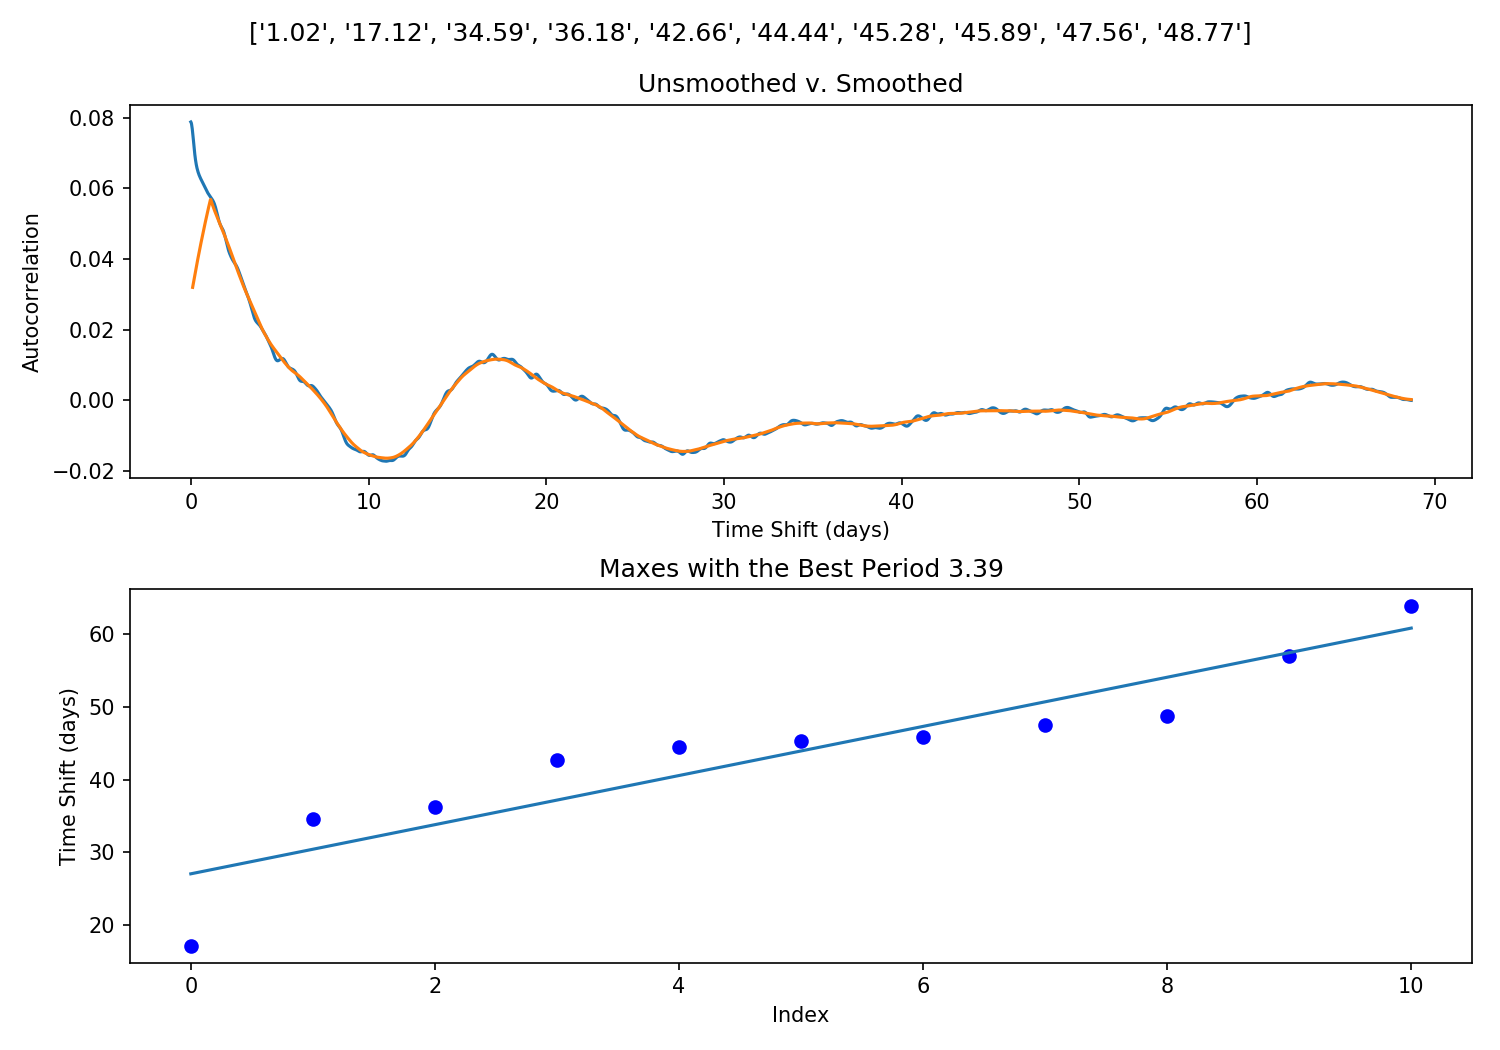 ['1.02', '17.12', '34.59', '36.18', '42.66', '44.44', '45.28', '45.89', '47.56', '48.77']
Unsmoothed v. Smoothed
Autocorrelation
0.08
0.06
0.04
0.02
0.00
−0.02
0 10 20 30 40 50 60 70
Time Shift (days)
Maxes with the Best Period 3.39
Time Shift (days)
60
50
40
30
20
0 2 4 6 8 10
Index